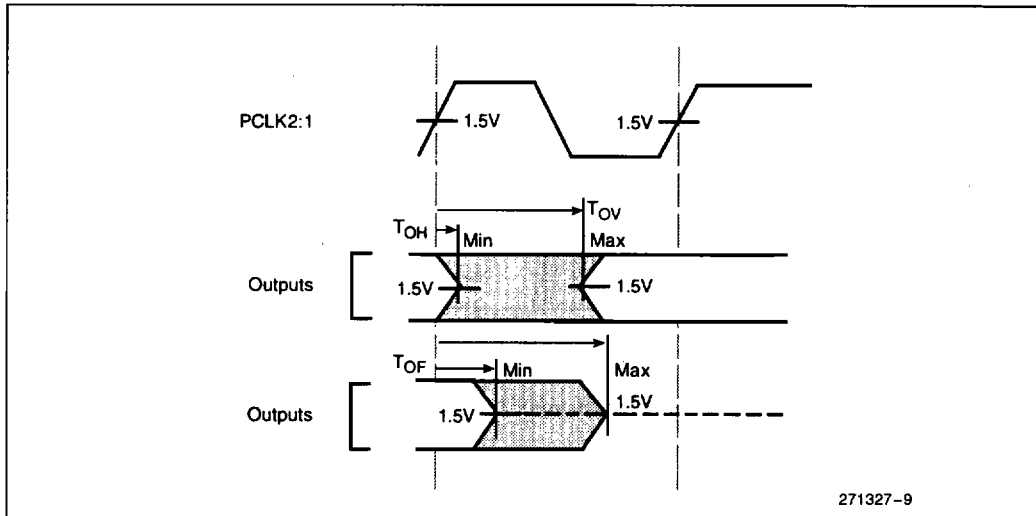 PCLK2:1
1.5V
1.5V
TOH
Min
TOV
Max
Outputs
1.5V
1.5V
TOF
Min
Max
Outputs
1.5V
1.5V
271327-9